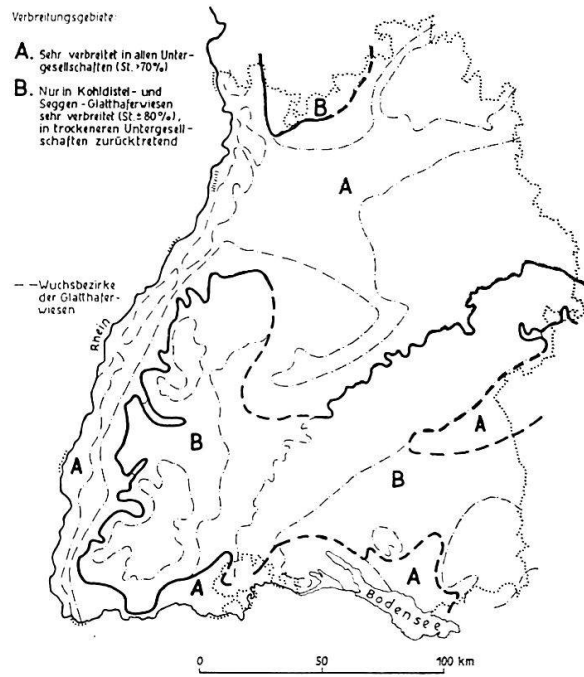 Verbreitungsgebiete:
A. Sehr verbreitet in allen Unter-
gesellschaften (St. >70%)
B. Nur in Kohldistel- und
Seggen-Glatthaferwiesen
sehr verbreitet (St. ± 80%),
in trockeneren Untergesell-
schaften zurücktretend
B
A
— — Wuchsbezirke
der Glatthafer-
wiesen
Rhein
A
B
A
B
A
A
Bodensee
0 50 100 km